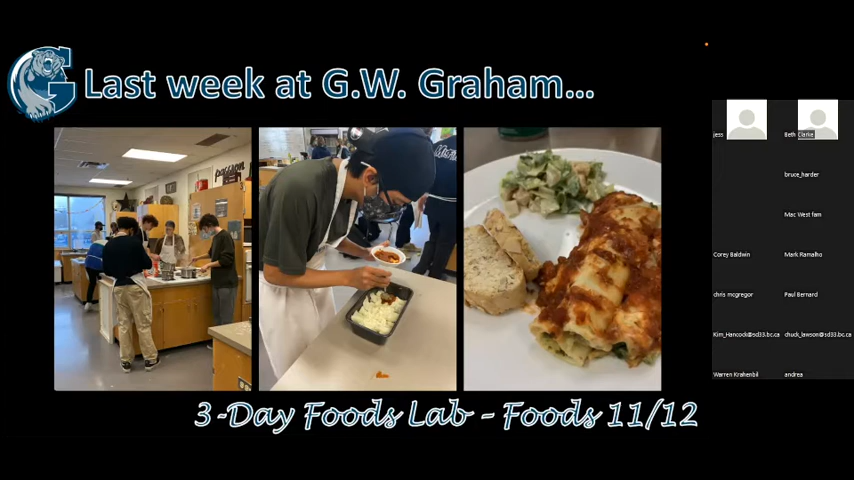 Last week at G.W. Graham...
3-Day Foods Lab - Foods 11/12
jess
Beth Clarke
bruce_harder
Mac West fam
Corey Baldwin
Mark Ramalho
chris mcgregor
Paul Bernard
Kim_Hancock@sd33.bc.ca
chuck_lawson@sd33.bc.ca
Warren Krahenbil
andrea